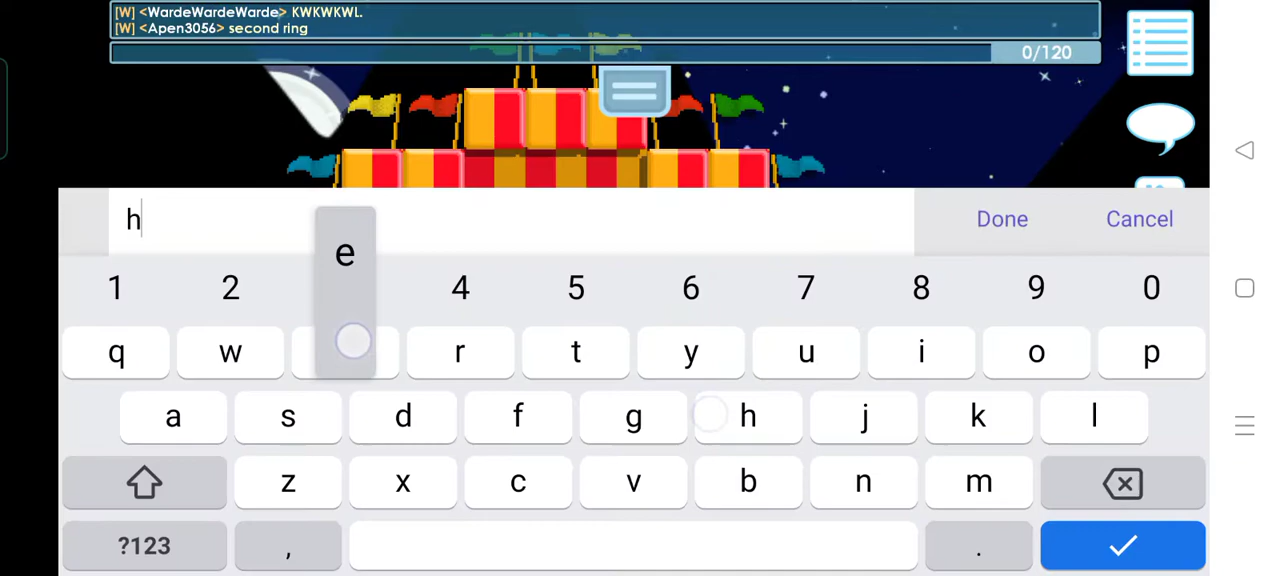 [W] <WardeWardeWarde> KWKWKWL.
[W] <Apen3056> second ring
0/120
h
Done
Cancel
e
1 2 4 5 6 7 8 9 0
q w r t y u i o p
a s d f g h j k l
z x c v b n m
?123 , .